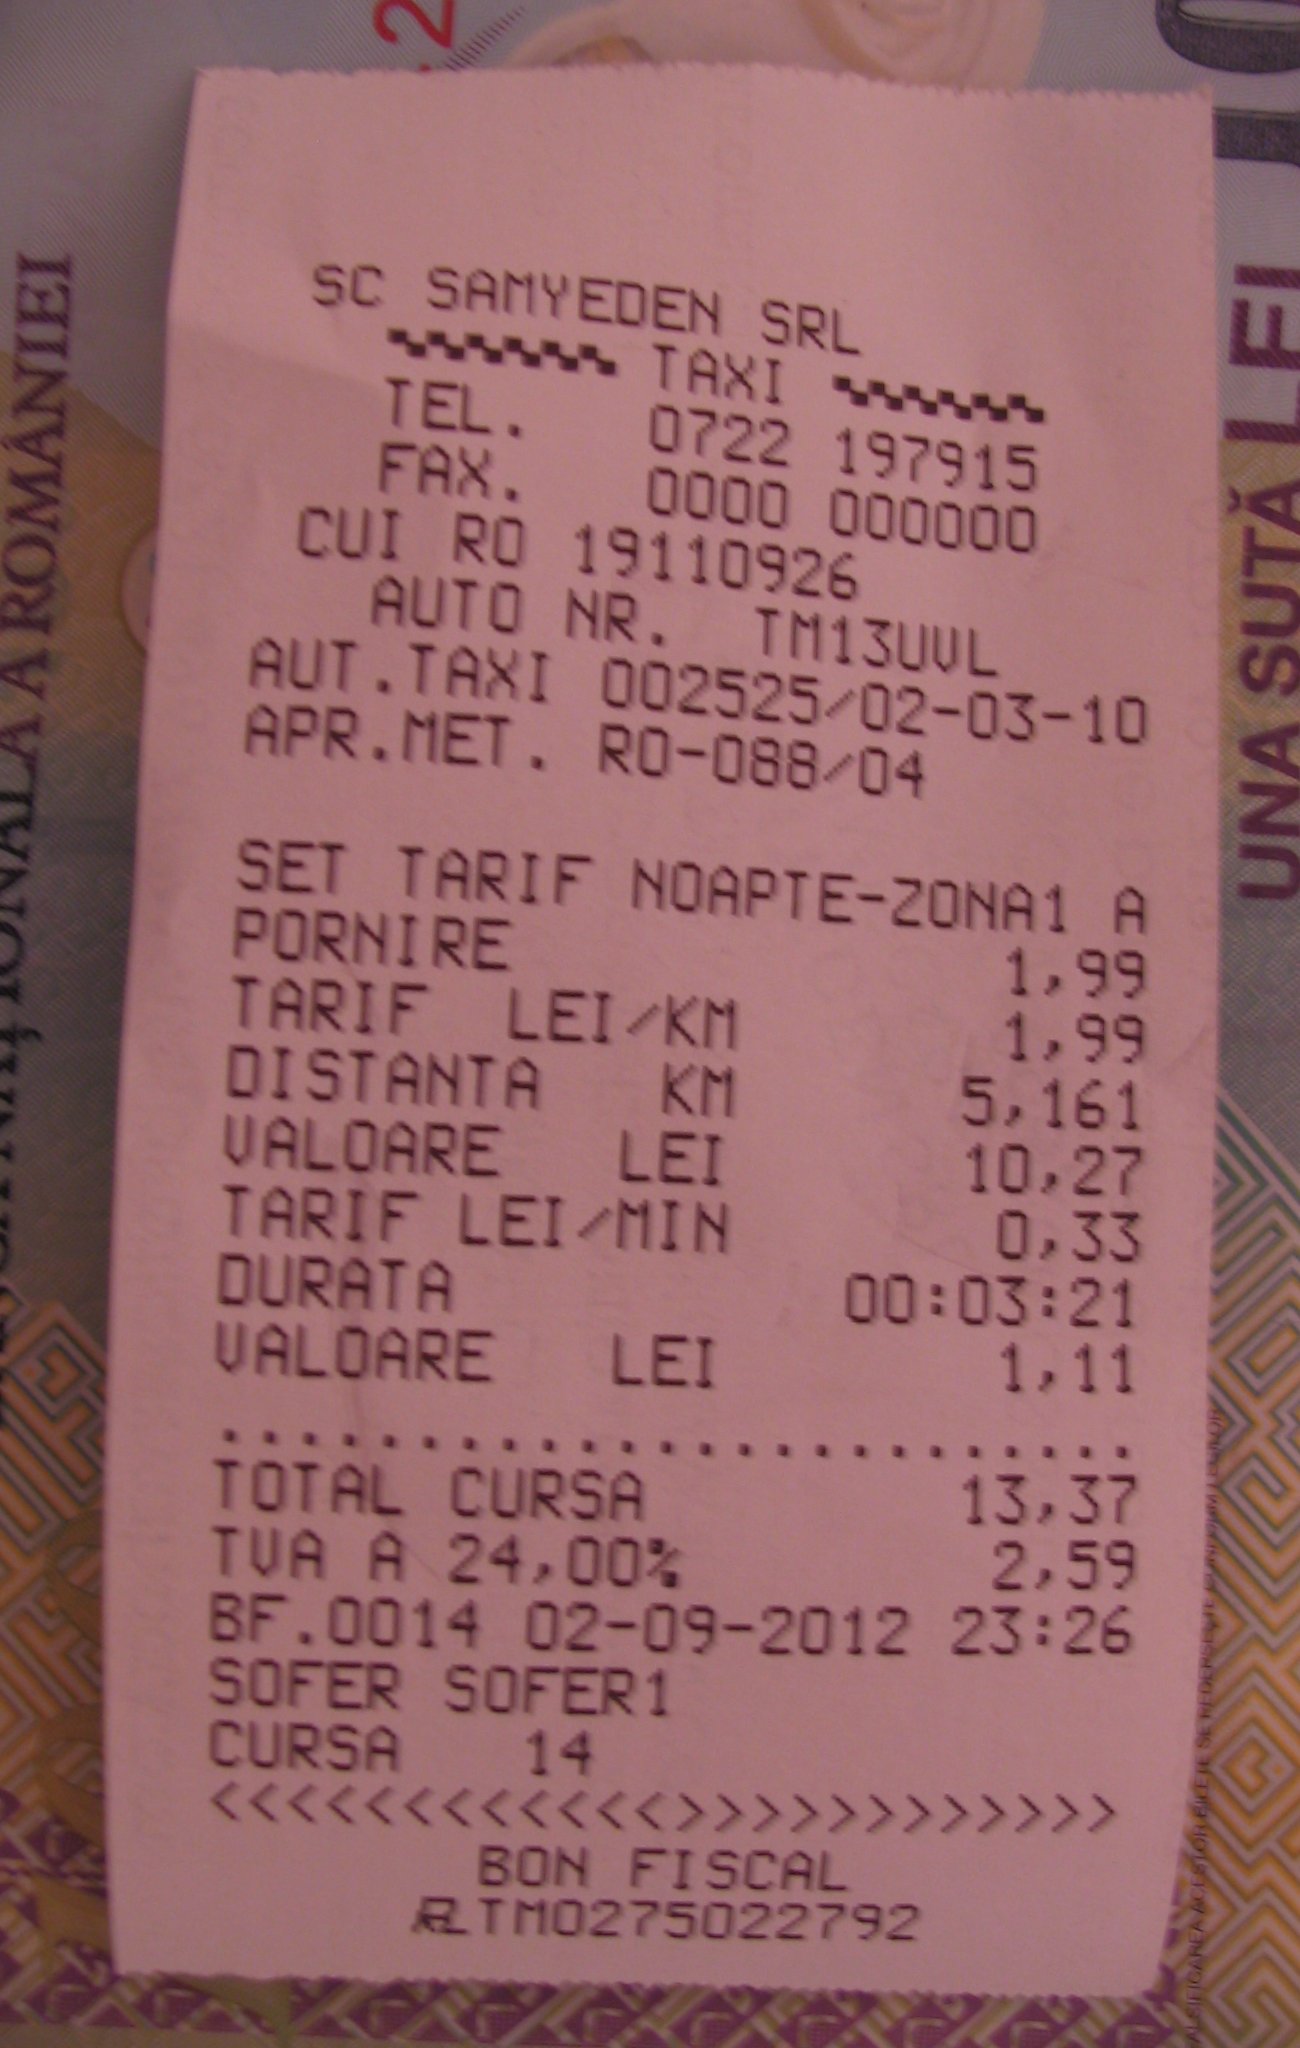 SC SAMYEDEN SRL
TAXI
TEL. 0722 197915
FAX. 0000 000000
CUI RO 19110926
AUTO NR. TM13UVL
AUT.TAXI 002525/02-03-10
APR.MET. RO-088/04
SET TARIF NOAPTE-ZONA1 A
PORNIRE 1,99
TARIF LEI/KM 1,99
DISTANTA KM 5,161
VALOARE LEI 10,27
TARIF LEI/MIN 0,33
DURATA 00:03:21
VALOARE LEI 1,11
.......................
TOTAL CURSA 13,37
TVA A 24,00% 2,59
BF.0014 02-09-2012 23:26
SOFER SOFER1
CURSA 14
<<<<<<<<<<<<>>>>>>>>>>>>
BON FISCAL
TM0275022792
A ROMÂNIEI
UNA SUTĂ LEI